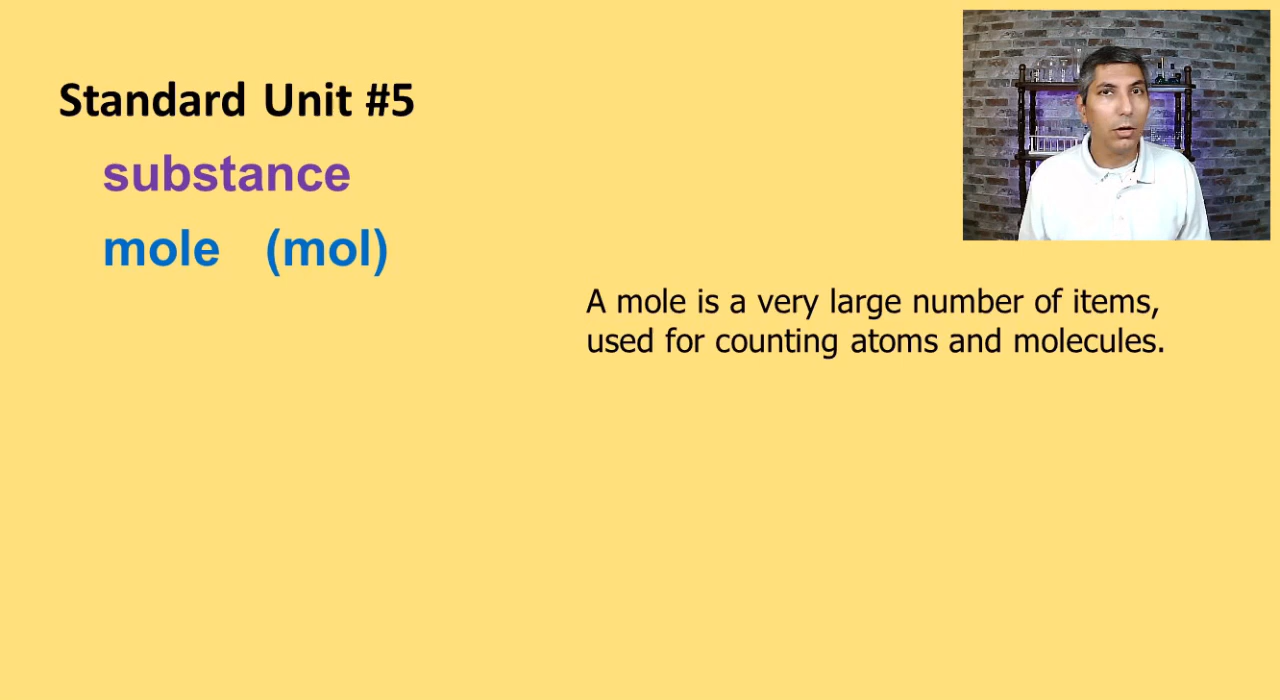 Standard Unit #5
substance
mole (mol)
A mole is a very large number of items,
used for counting atoms and molecules.